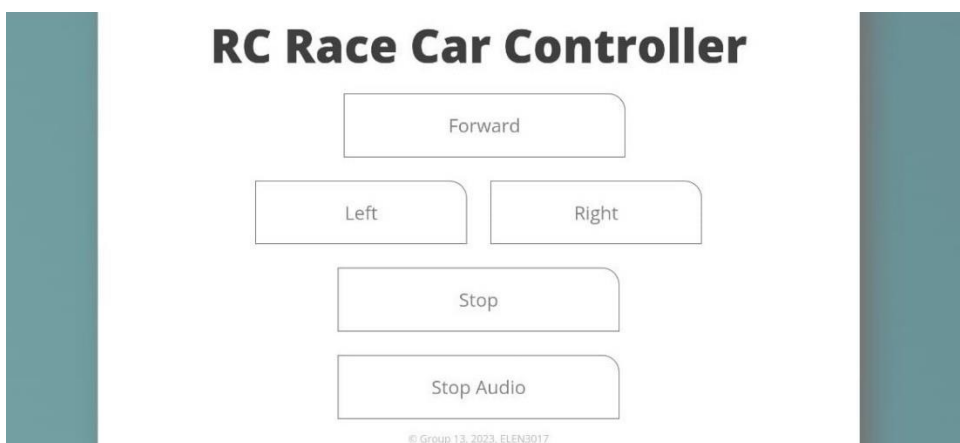 RC Race Car Controller
Forward
Left Right
Stop
Stop Audio
© Group 13, 2023, ELEN3017